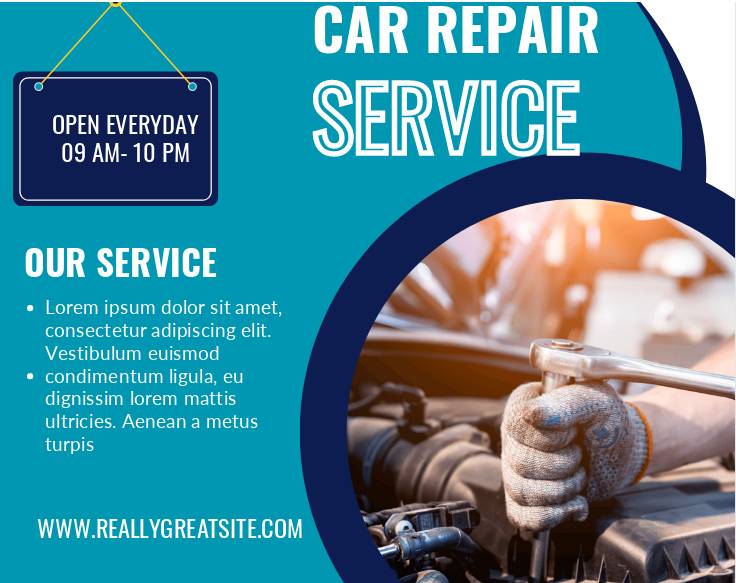 CAR REPAIR
SERVICE
OPEN EVERYDAY
09 AM- 10 PM
OUR SERVICE
• Lorem ipsum dolor sit amet,
consectetur adipiscing elit.
Vestibulum euismod
• condimentum ligula, eu
dignissim lorem mattis
ultricies. Aenean a metus
turpis
WWW.REALLYGREATSITE.COM